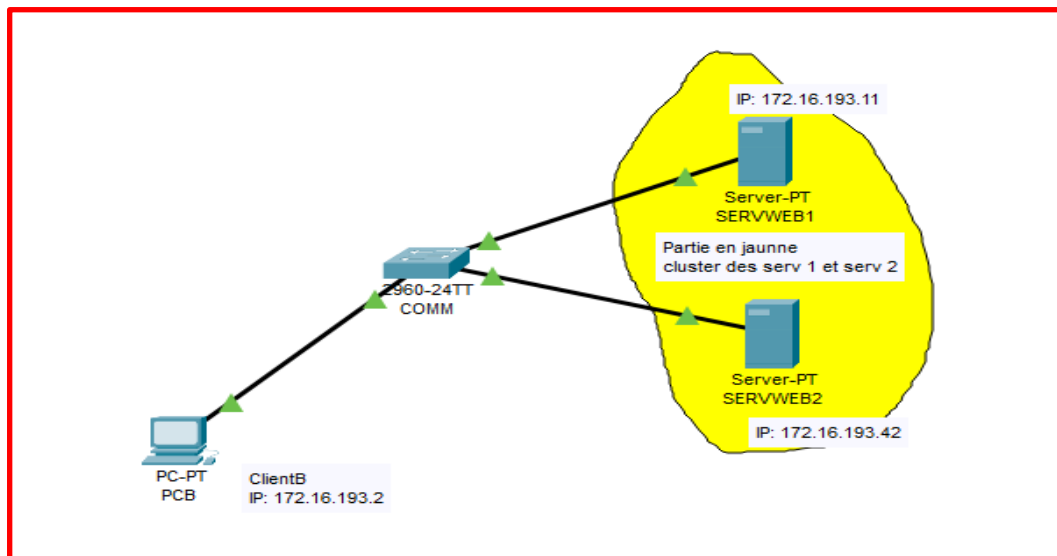 IP: 172.16.193.11
Server-PT
SERVWEB1
Partie en jaunne
cluster des serv 1 et serv 2
2960-24TT
COMM
Server-PT
SERVWEB2
IP: 172.16.193.42
PC-PT
PCB
ClientB
IP: 172.16.193.2